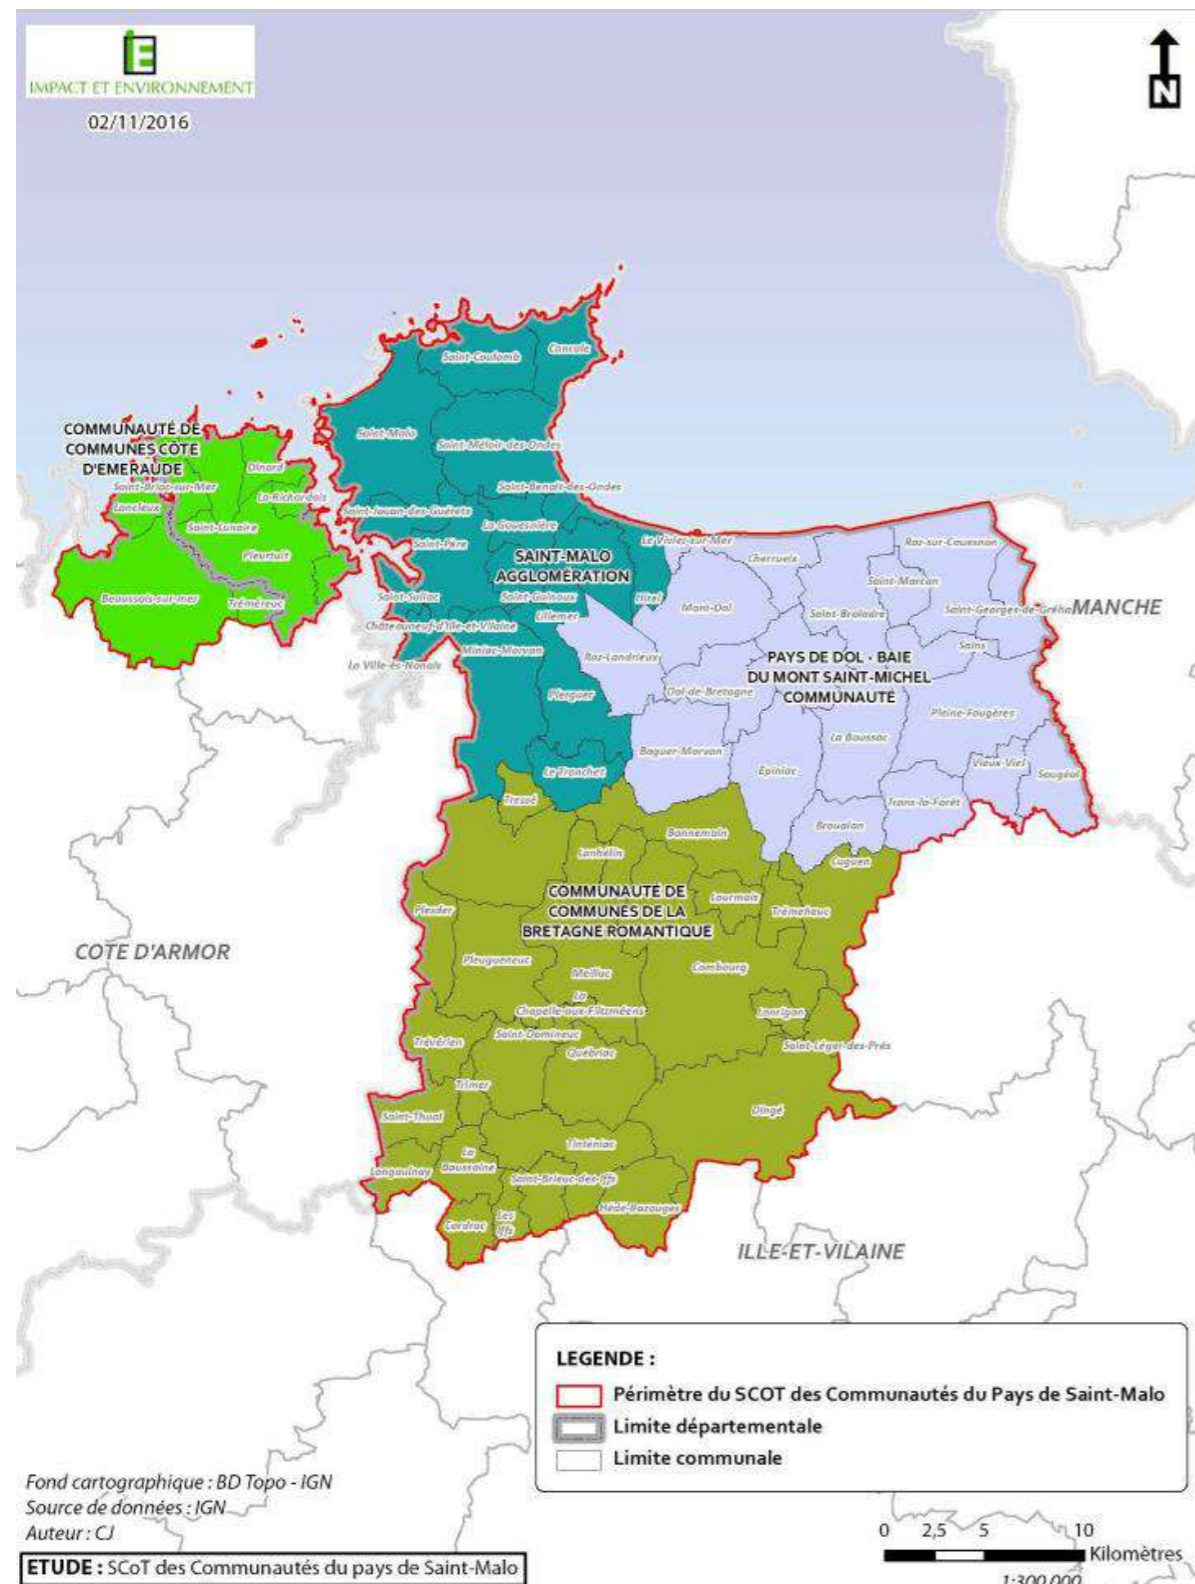 IMPACT ET ENVIRONNEMENT
02/11/2016
N
Saint-Coulomb
Cancale
Saint-Malo
COMMUNAUTÉ DE
COMMUNES CÔTE
D'EMERAUDE
Saint-Méloir-des-Ondes
Dinard
Saint-Briac-sur-Mer
La Richardais
Lancieux
Saint-Benoît-des-Ondes
Saint-Jouan-des-Guérets
Saint-Lunaire
La Gouesnière
Saint-Père
Le Vivier-sur-Mer
Roz-sur-Couesnon
Pleurtuit
SAINT-MALO
AGGLOMÉRATION
Cherrueix
Saint-Marcan
Beaussais-sur-mer
Tréméreuc
Saint-Suliac
Saint-Guinoux
Hirel
Mont-Dol
Saint-Broladre
Saint-Georges-de-Gréha
MANCHE
Lillemer
Châteauneuf-d'Ille-et-Vilaine
Miniac-Morvan
Sains
La Ville-ès-Nonais
Roz-Landrieux
PAYS DE DOL - BAIE
DU MONT SAINT-MICHEL
COMMUNAUTÉ
Plerguer
Dol-de-Bretagne
Pleine-Fougères
La Boussac
Baguer-Morvan
Epiniac
Vieux-Viel
Sougéal
Le Tronchet
Tressé
Trans-la-Forêt
Broualan
Bonnemain
Lanhélin
Cuguen
COMMUNAUTÉ DE
COMMUNES DE LA
BRETAGNE ROMANTIQUE
Lourmais
Trémeheuc
Plesder
COTE D'ARMOR
Pleugueneuc
Meillac
Combourg
La
Chapelle-aux-Filtzméens
Lanrigan
Saint-Domineuc
Trévérien
Québriac
Saint-Léger-des-Prés
Trimer
Saint-Thual
Dingé
Tinténiac
La
Baussaine
Longaulnay
Saint-Brieuc-des-Iffs
Hédé-Bazouges
Cardroc
Les
Iffs
ILLE-ET-VILAINE
LEGENDE :
Périmètre du SCOT des Communautés du Pays de Saint-Malo
Limite départementale
Limite communale
Fond cartographique : BD Topo - IGN
Source de données : IGN
Auteur : CJ
ETUDE : SCoT des Communautés du pays de Saint-Malo
0 2,5 5 10
Kilomètres
1:300 000